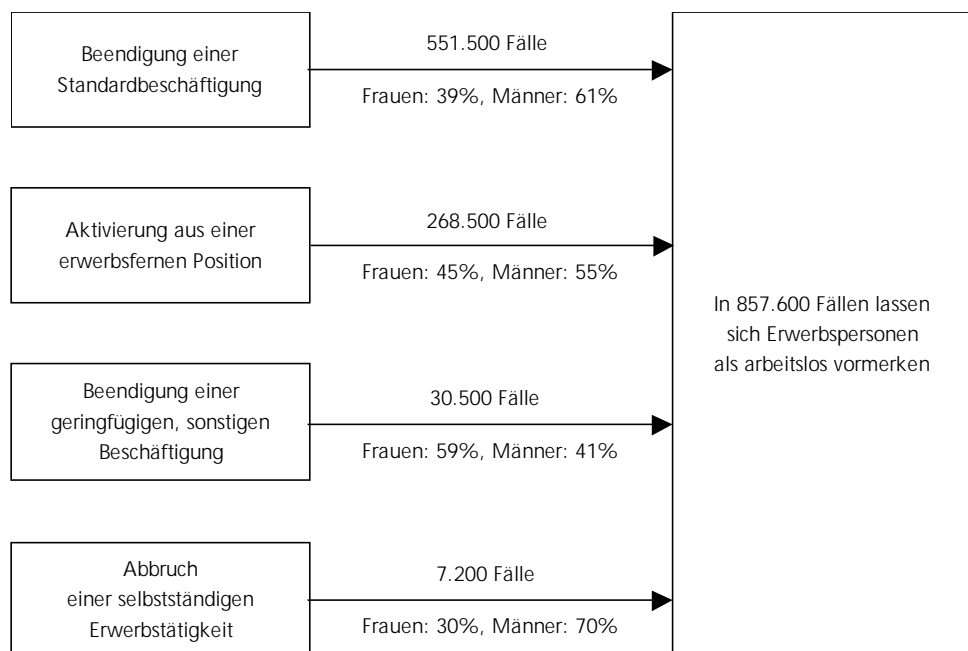 Beendigung einer
Standardbeschäftigung
551.500 Fälle
Frauen: 39%, Männer: 61%
Aktivierung aus einer
erwerbsfernen Position
268.500 Fälle
Frauen: 45%, Männer: 55%
Beendigung einer
geringfügigen, sonstigen
Beschäftigung
30.500 Fälle
Frauen: 59%, Männer: 41%
Abbruch
einer selbstständigen
Erwerbstätigkeit
7.200 Fälle
Frauen: 30%, Männer: 70%
In 857.600 Fällen lassen
sich Erwerbspersonen
als arbeitslos vormerken